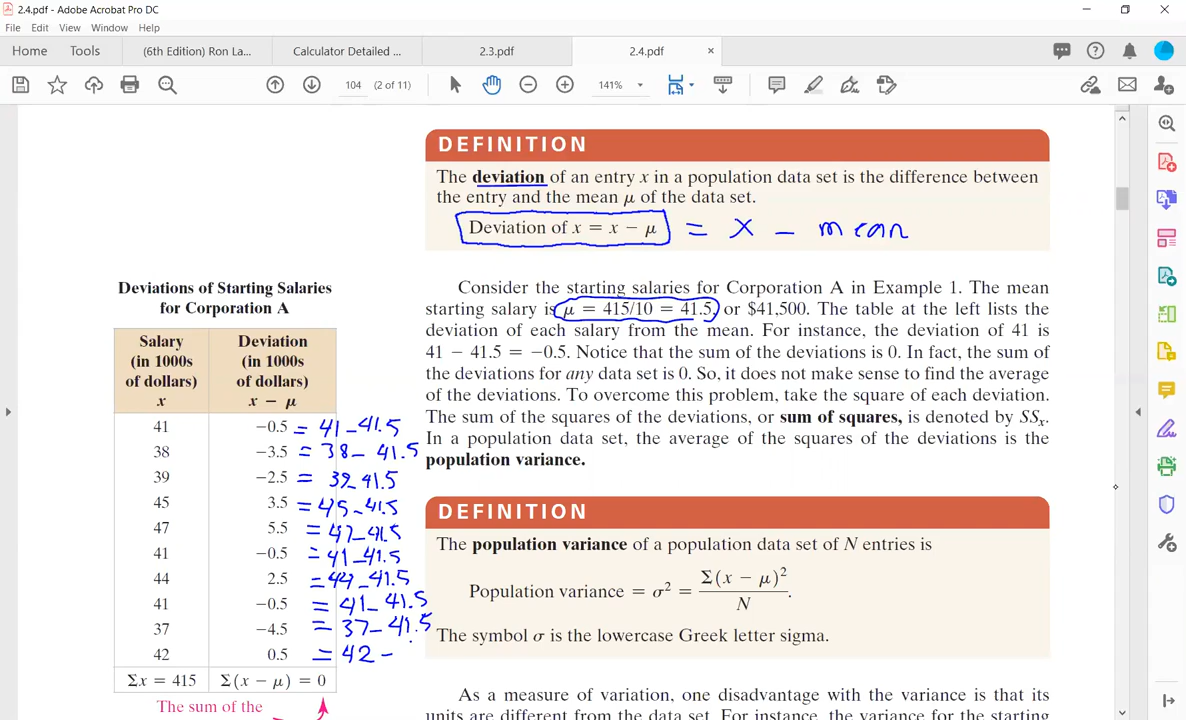 2.4.pdf - Adobe Acrobat Pro DC
File Edit View Window Help
Home Tools (6th Edition) Ron La... Calculator Detailed ... 2.3.pdf 2.4.pdf ×
104 (2 of 11) 141%
DEFINITION
The deviation of an entry x in a population data set is the difference between
the entry and the mean μ of the data set.
Deviation of x = x − μ = x − mean
Consider the starting salaries for Corporation A in Example 1. The mean
starting salary is μ = 415/10 = 41.5, or $41,500. The table at the left lists the
deviation of each salary from the mean. For instance, the deviation of 41 is
41 − 41.5 = −0.5. Notice that the sum of the deviations is 0. In fact, the sum of
the deviations for any data set is 0. So, it does not make sense to find the average
of the deviations. To overcome this problem, take the square of each deviation.
The sum of the squares of the deviations, or sum of squares, is denoted by SSₓ.
In a population data set, the average of the squares of the deviations is the
population variance.
Deviations of Starting Salaries
for Corporation A
Salary
(in 1000s
of dollars)
x
Deviation
(in 1000s
of dollars)
x − μ
41 −0.5 = 41 − 41.5
38 −3.5 = 38 − 41.5
39 −2.5 = 39 − 41.5
45 3.5 = 45 − 41.5
47 5.5 = 47 − 41.5
41 −0.5 = 41 − 41.5
44 2.5 = 44 − 41.5
41 −0.5 = 41 − 41.5
37 −4.5 = 37 − 41.5
42 0.5 = 42 −
Σx = 415 Σ(x − μ) = 0
The sum of the
DEFINITION
The population variance of a population data set of N entries is
Population variance = σ² = Σ(x − μ)² / N.
The symbol σ is the lowercase Greek letter sigma.
As a measure of variation, one disadvantage with the variance is that its
units are different from the data set. For instance, the variance for the starting